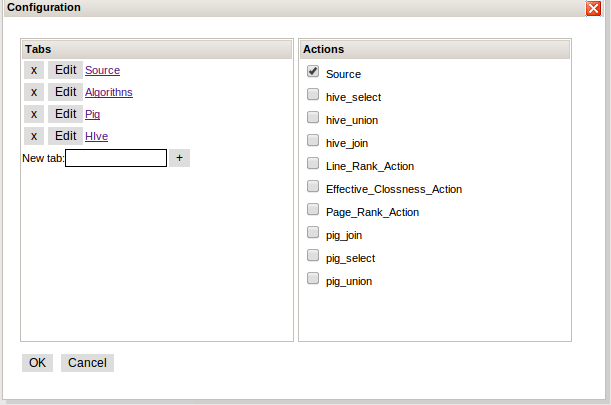 Configuration
Tabs
x Edit Source
x Edit Algorithns
x Edit Pig
x Edit HIve
New tab: +
Actions
Source
hive_select
hive_union
hive_join
Line_Rank_Action
Effective_Clossness_Action
Page_Rank_Action
pig_join
pig_select
pig_union
OK Cancel